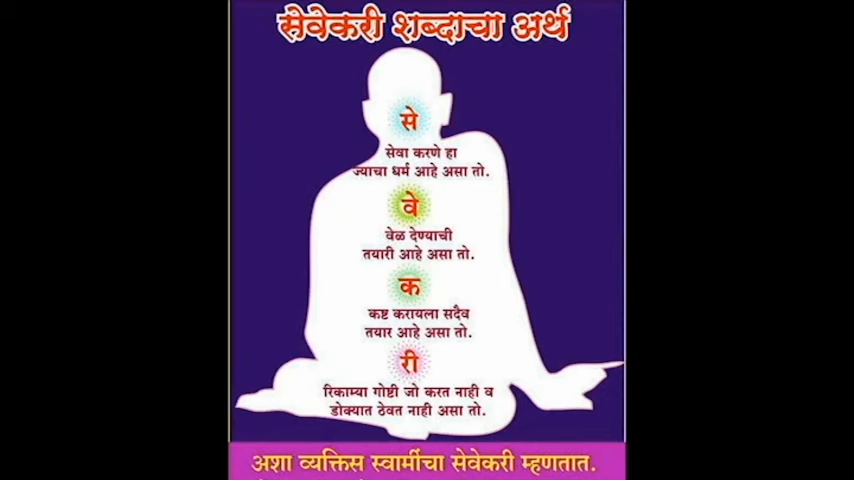 सेवेकरी शब्दाचा अर्थ
से
सेवा करणे हा
ज्याचा धर्म आहे असा तो.
वे
वेळ देण्याची
तयारी आहे असा तो.
क
कष्ट करायला सदैव
तयार आहे असा तो.
री
रिकाम्या गोष्टी जो करत नाही व
डोक्यात ठेवत नाही असा तो.
अशा व्यक्तिस स्वामींचा सेवेकरी म्हणतात.